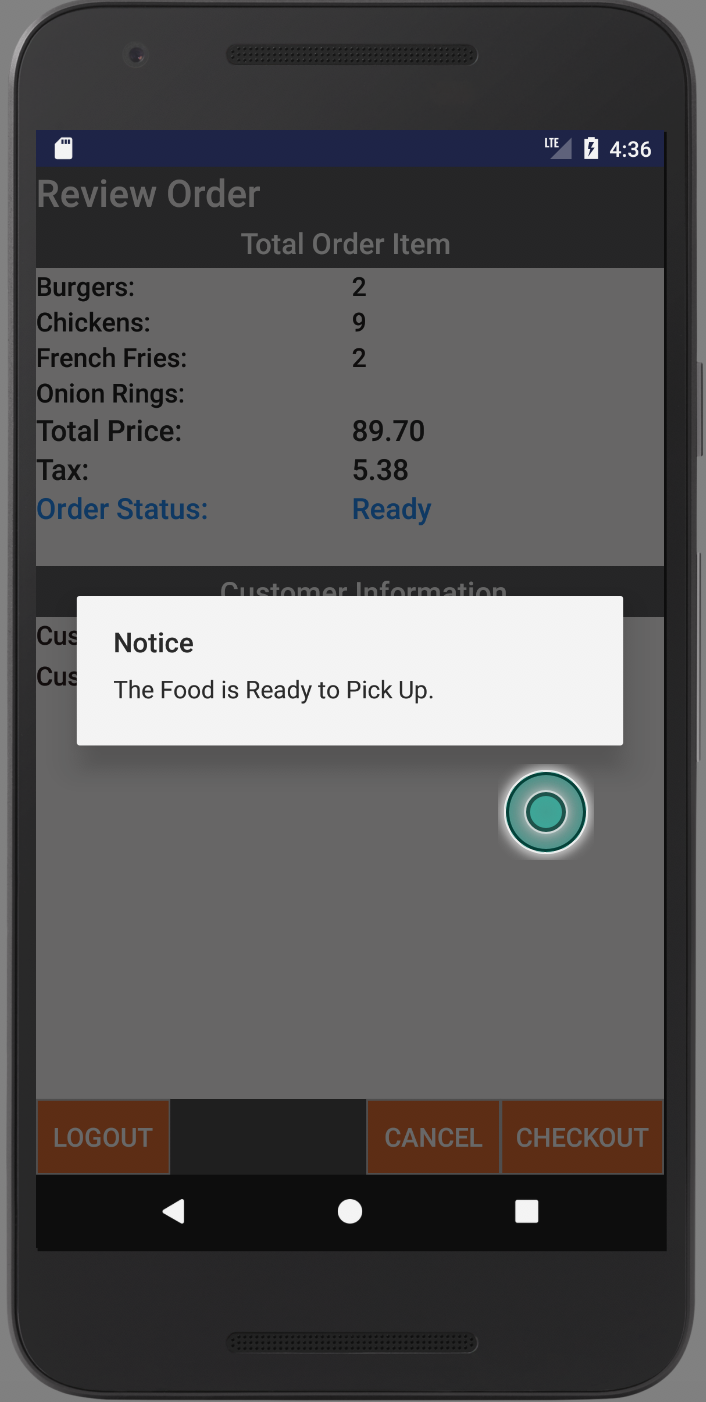 LTE 4:36
Review Order
Total Order Item
Burgers: 2
Chickens: 9
French Fries: 2
Onion Rings:
Total Price: 89.70
Tax: 5.38
Order Status: Ready
Customer Information
Cus
Cus
Notice
The Food is Ready to Pick Up.
LOGOUT CANCEL CHECKOUT